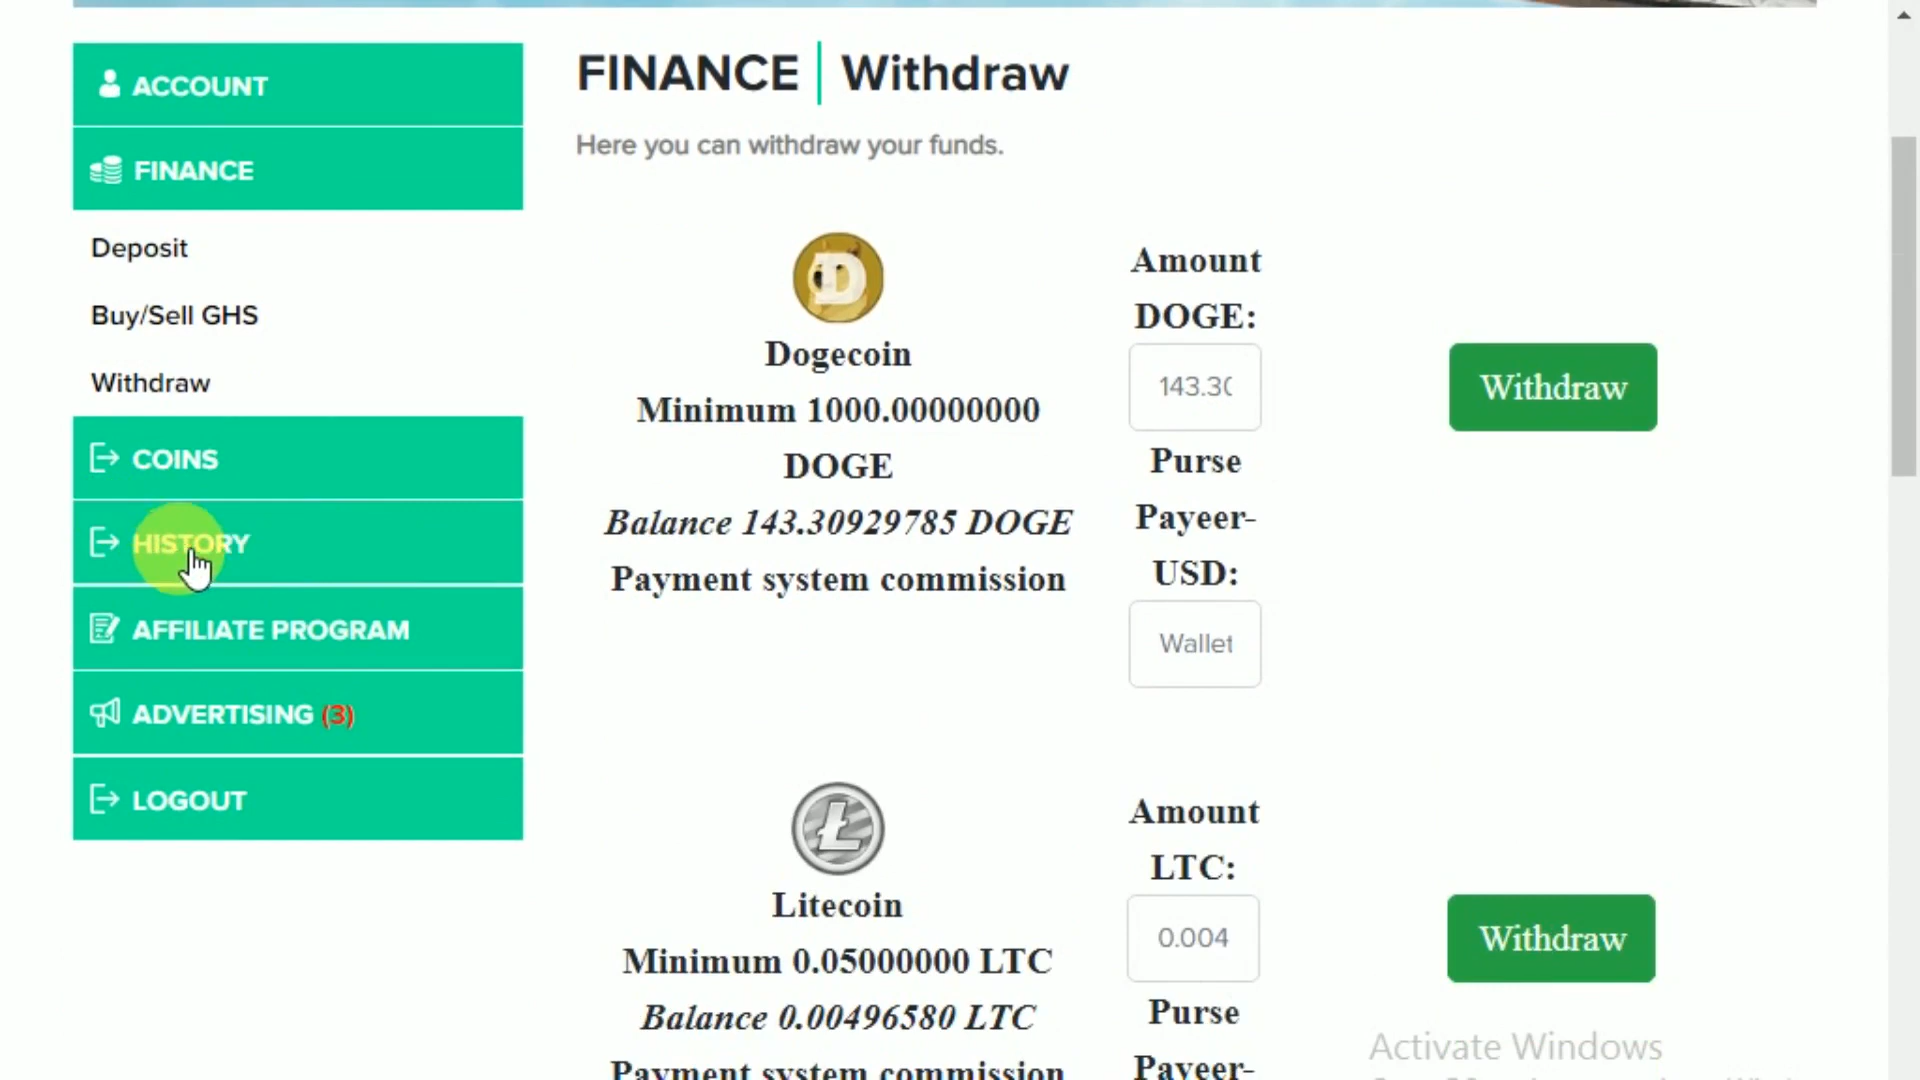 ACCOUNT
FINANCE
Deposit
Buy/Sell GHS
Withdraw
COINS
HISTORY
AFFILIATE PROGRAM
ADVERTISING (3)
LOGOUT
FINANCE Withdraw
Here you can withdraw your funds.
Dogecoin
Minimum 1000.00000000
DOGE
Balance 143.30929785 DOGE
Payment system commission
Amount
DOGE:
143.30
Purse
Payeer-
USD:
Wallet
Withdraw
Litecoin
Minimum 0.05000000 LTC
Balance 0.00496580 LTC
Payment system commission
Amount
LTC:
0.004
Purse
Payeer-
Withdraw
Activate Windows